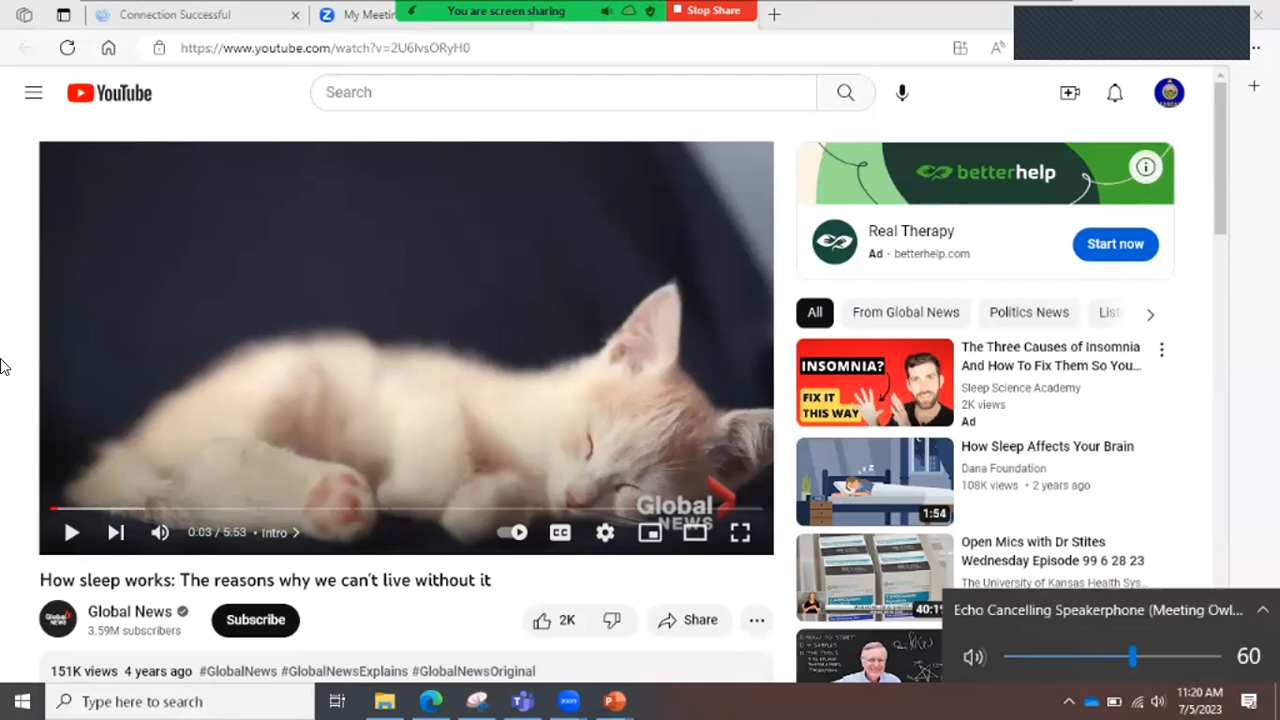 Connection Successful
My Meetin
You are screen sharing
Stop Share
https://www.youtube.com/watch?v=2U6IvsORyH0
YouTube
Search
betterhelp
Real Therapy
Ad · betterhelp.com
Start now
All
From Global News
Politics News
List
INSOMNIA?
FIX IT
THIS WAY
The Three Causes of Insomnia
And How To Fix Them So You...
Sleep Science Academy
2K views
Ad
How Sleep Affects Your Brain
Dana Foundation
108K views · 2 years ago
1:54
Open Mics with Dr Stites
Wednesday Episode 99 6 28 23
The University of Kansas Health Sys...
40:19
Global
NEWS
0:03 / 5:53 · Intro
CC
How sleep works: The reasons why we can't live without it
Global News
3.59M subscribers
Subscribe
2K
Share
#GlobalNews #GlobalNewsExplains #GlobalNewsOriginal
151K views
years ago
Echo Cancelling Speakerphone (Meeting Owl...
60
Type here to search
zoom
11:20 AM
7/5/2023